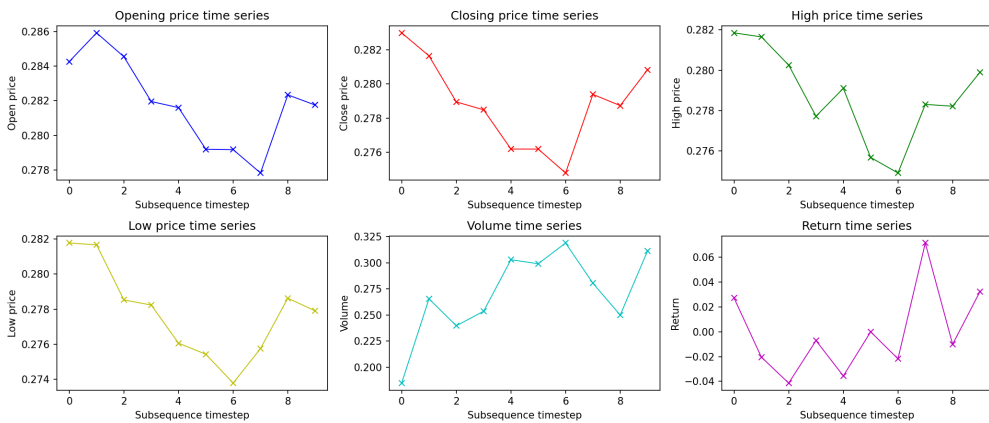 Opening price time series
Open price
0.286
0.284
0.282
0.280
0.278
0 2 4 6 8
Subsequence timestep
Closing price time series
Close price
0.282
0.280
0.278
0.276
0 2 4 6 8
Subsequence timestep
High price time series
High price
0.282
0.280
0.278
0.276
0 2 4 6 8
Subsequence timestep
Low price time series
Low price
0.282
0.280
0.278
0.276
0.274
0 2 4 6 8
Subsequence timestep
Volume time series
Volume
0.325
0.300
0.275
0.250
0.225
0.200
0 2 4 6 8
Subsequence timestep
Return time series
Return
0.06
0.04
0.02
0.00
−0.02
−0.04
0 2 4 6 8
Subsequence timestep